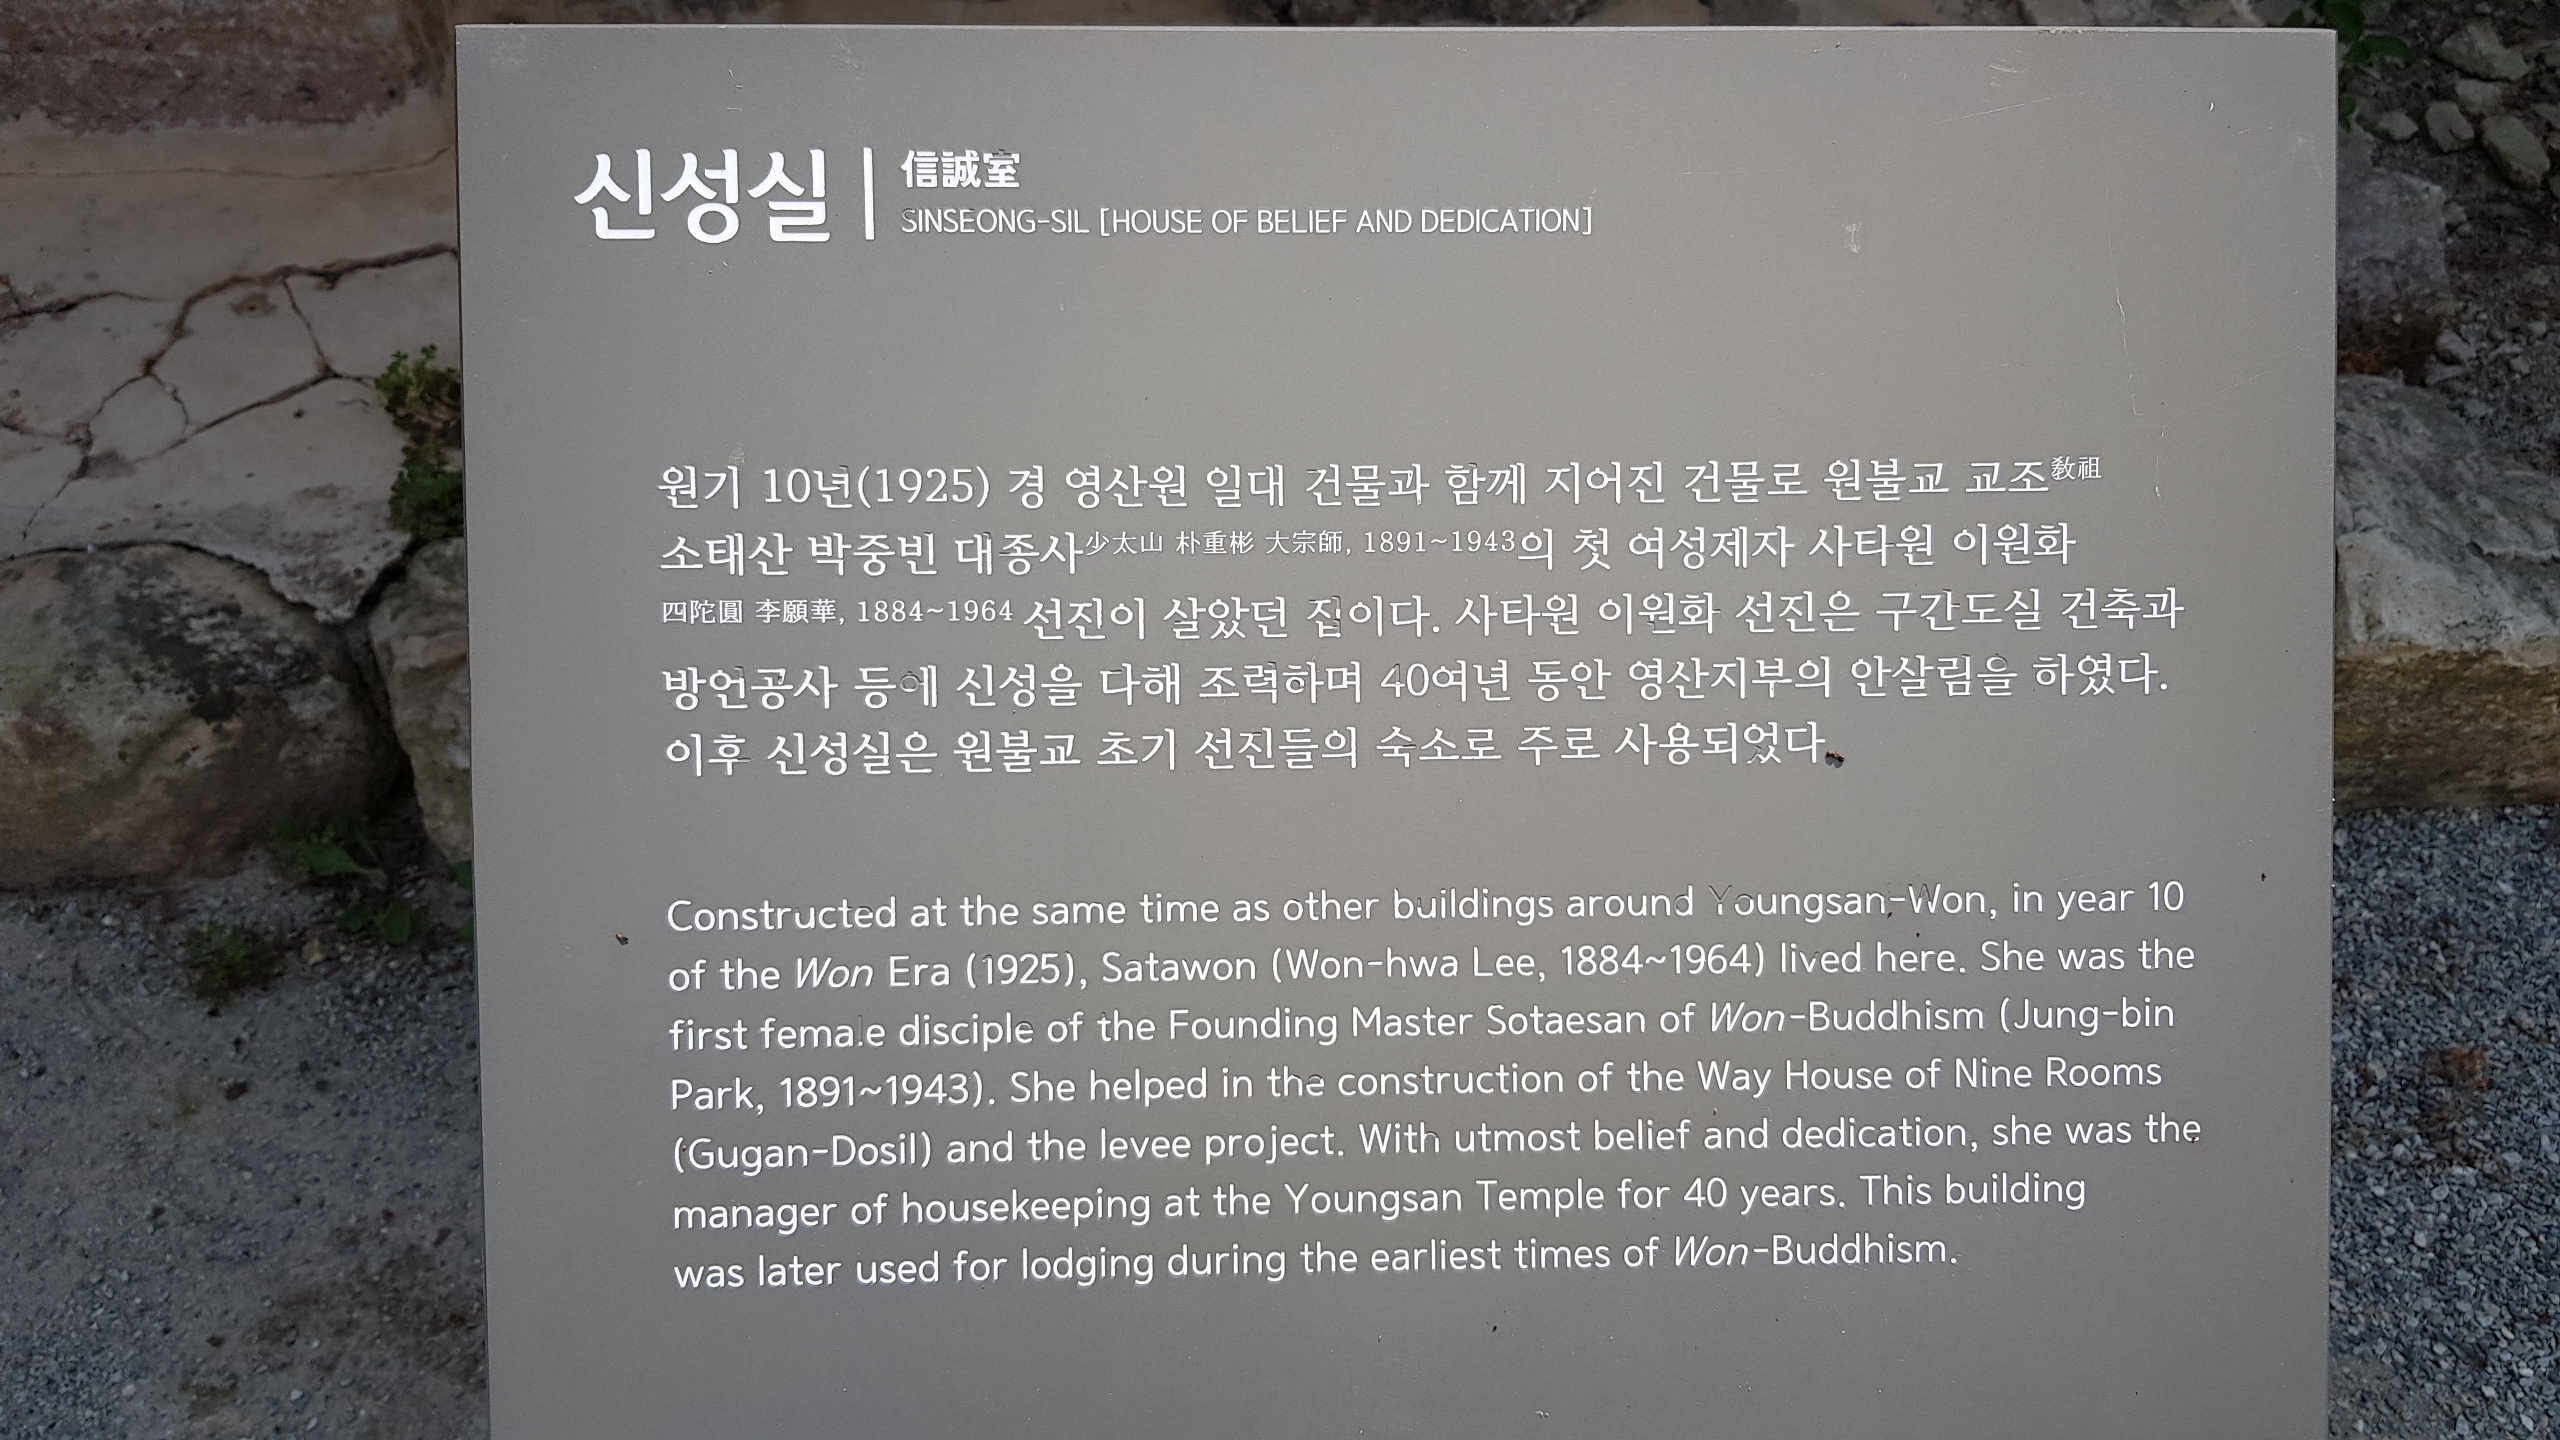 신성실
信誠室
SINSEONG-SIL [HOUSE OF BELIEF AND DEDICATION]
원기 10년(1925) 경 영산원 일대 건물과 함께 지어진 건물로 원불교 교조敎祖
소태산 박중빈 대종사少太山 朴重彬 大宗師, 1891~1943의 첫 여성제자 사타원 이원화
四陀圓 李願華, 1884~1964 선진이 살았던 집이다. 사타원 이원화 선진은 구간도실 건축과
방언공사 등에 신성을 다해 조력하며 40여년 동안 영산지부의 안살림을 하였다.
이후 신성실은 원불교 초기 선진들의 숙소로 주로 사용되었다.
Constructed at the same time as other buildings around Youngsan-Won, in year 10
of the Won Era (1925), Satawon (Won-hwa Lee, 1884~1964) lived here. She was the
first female disciple of the Founding Master Sotaesan of Won-Buddhism (Jung-bin
Park, 1891~1943). She helped in the construction of the Way House of Nine Rooms
(Gugan-Dosil) and the levee project. With utmost belief and dedication, she was the
manager of housekeeping at the Youngsan Temple for 40 years. This building
was later used for lodging during the earliest times of Won-Buddhism.